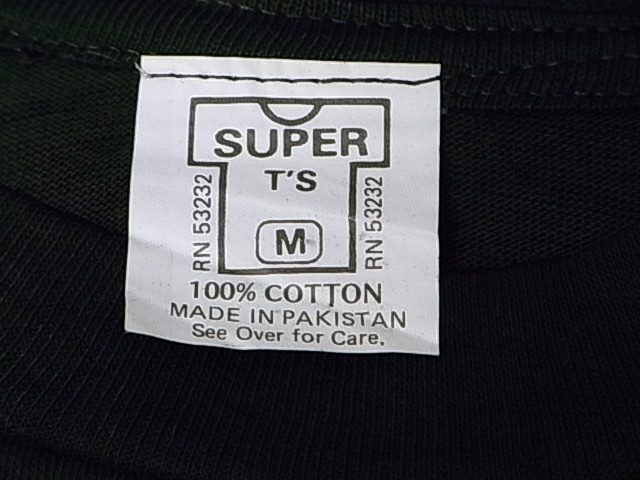 SUPER
T'S
RN 53232
M
RN 53232
100% COTTON
MADE IN PAKISTAN
See Over for Care.